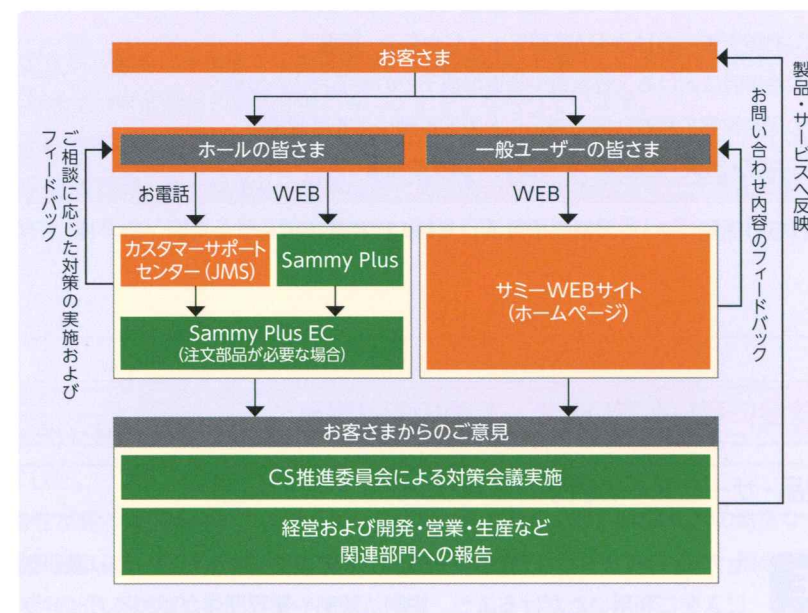 お客さま
ホールの皆さま
一般ユーザーの皆さま
お電話
WEB
WEB
カスタマーサポート
センター(JMS)
Sammy Plus
Sammy Plus EC
(注文部品が必要な場合)
サミーWEBサイト
(ホームページ)
お客さまからのご意見
CS推進委員会による対策会議実施
経営および開発・営業・生産など
関連部門への報告
ご相談に応じた対策の実施および
フィードバック
お問い合わせ内容のフィードバック
製品・サービスへ反映